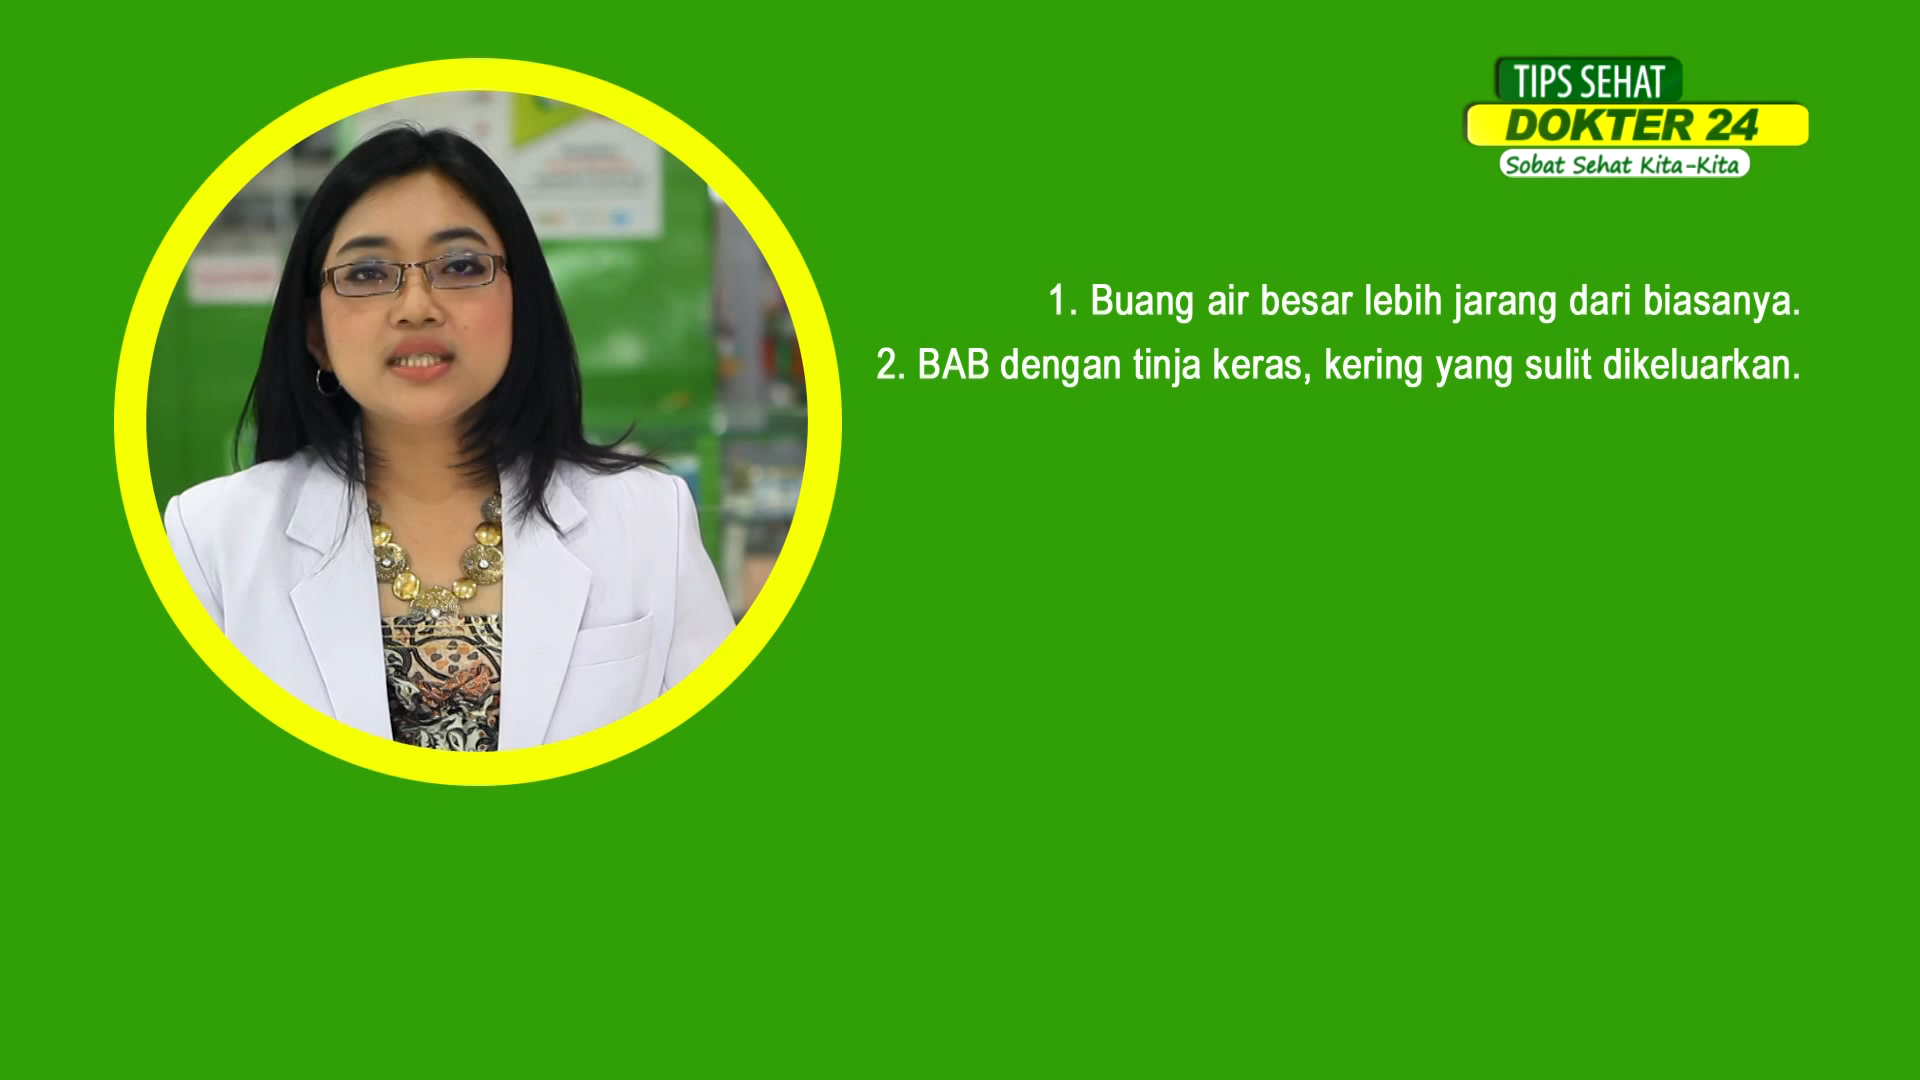 TIPS SEHAT
DOKTER 24
Sobat Sehat Kita-Kita
1. Buang air besar lebih jarang dari biasanya.
2. BAB dengan tinja keras, kering yang sulit dikeluarkan.